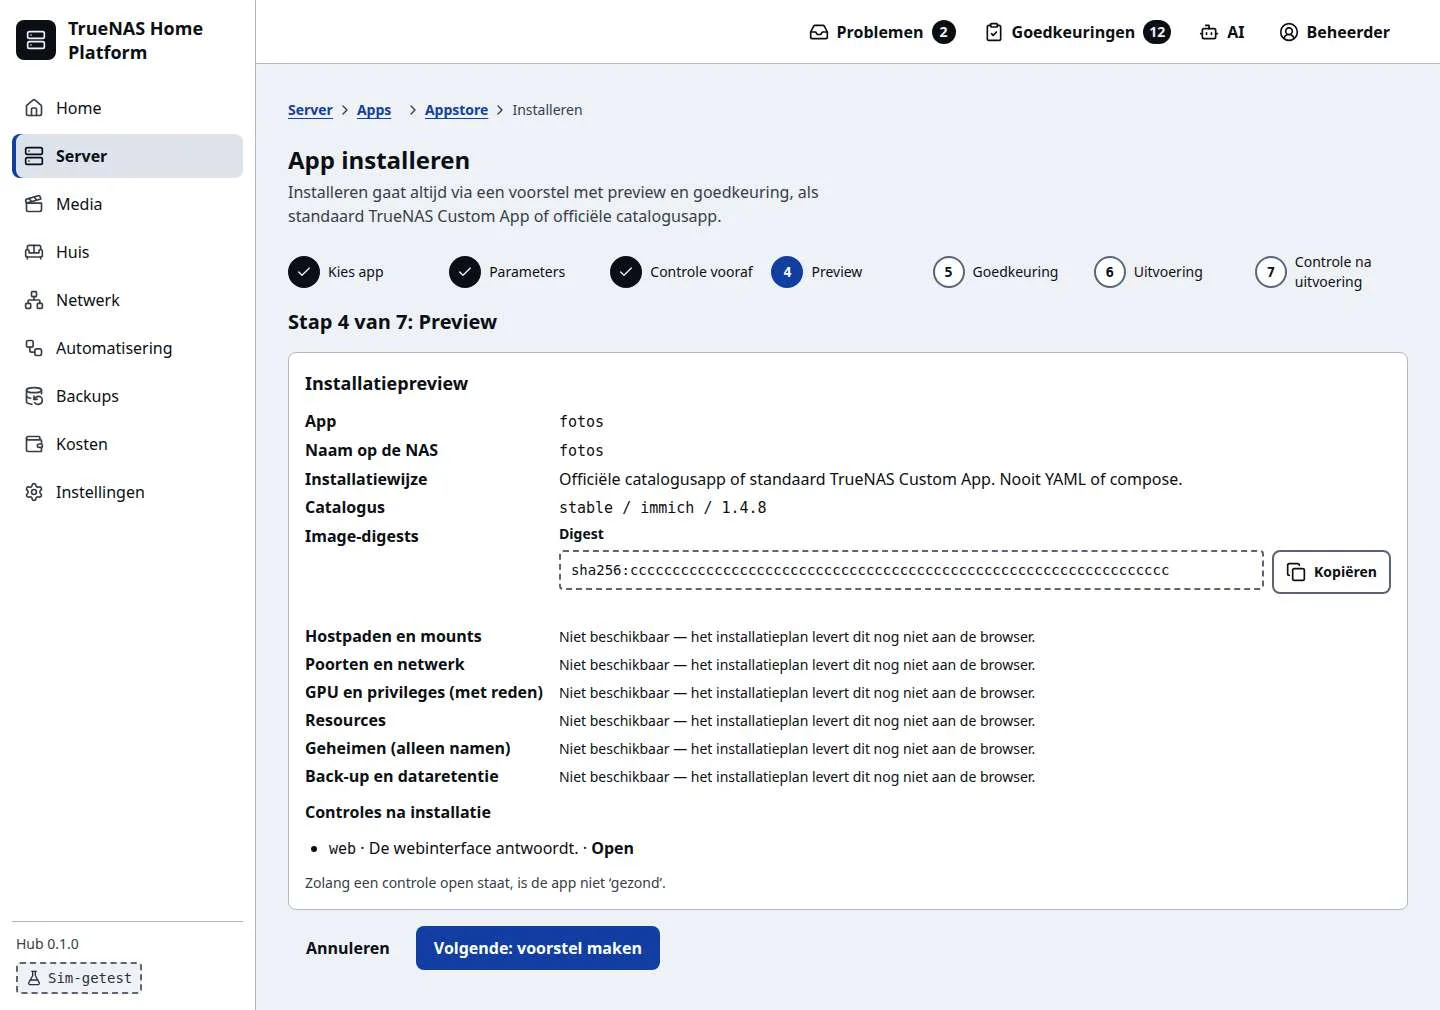 TrueNAS Home
Platform
Problemen 2
Goedkeuringen 12
AI
Beheerder
Home
Server
Media
Huis
Netwerk
Automatisering
Backups
Kosten
Instellingen
Hub 0.1.0
Sim-getest
Server > Apps > Appstore > Installeren
App installeren
Installeren gaat altijd via een voorstel met preview en goedkeuring, als
standaard TrueNAS Custom App of officiële catalogusapp.
Kies app
Parameters
Controle vooraf
4 Preview
5 Goedkeuring
6 Uitvoering
7 Controle na
uitvoering
Stap 4 van 7: Preview
Installatiepreview
App fotos
Naam op de NAS fotos
Installatiewijze Officiële catalogusapp of standaard TrueNAS Custom App. Nooit YAML of compose.
Catalogus stable / immich / 1.4.8
Image-digests Digest
sha256:cccccccccccccccccccccccccccccccccccccccccccccccccccccccccccccccc Kopiëren
Hostpaden en mounts Niet beschikbaar — het installatieplan levert dit nog niet aan de browser.
Poorten en netwerk Niet beschikbaar — het installatieplan levert dit nog niet aan de browser.
GPU en privileges (met reden) Niet beschikbaar — het installatieplan levert dit nog niet aan de browser.
Resources Niet beschikbaar — het installatieplan levert dit nog niet aan de browser.
Geheimen (alleen namen) Niet beschikbaar — het installatieplan levert dit nog niet aan de browser.
Back-up en dataretentie Niet beschikbaar — het installatieplan levert dit nog niet aan de browser.
Controles na installatie
• web · De webinterface antwoordt. · Open
Zolang een controle open staat, is de app niet ‘gezond’.
Annuleren
Volgende: voorstel maken